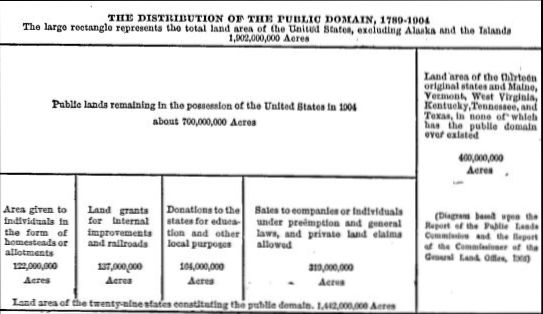 THE DISTRIBUTION OF THE PUBLIC DOMAIN, 1789-1904
The large rectangle represents the total land area of the United States, excluding Alaska and the Islands
1,902,000,000 Acres
Public lands remaining in the possession of the United States in 1904
about 700,000,000 Acres
Land area of the thirteen
original states and Maine,
Vermont, West Virginia,
Kentucky, Tennessee, and
Texas, in none of which
has the public domain
ever existed
460,000,000
Acres
Area given to
individuals in
the form of
homesteads or
allotments
122,000,000
Acres
Land grants
for internal
improvements
and railroads
137,000,000
Acres
Donations to the
states for educa-
tion and other
local purposes
164,000,000
Acres
Sales to companies or individuals
under preëmption and general
laws, and private land claims
allowed
319,000,000
Acres
(Diagram based upon the
Report of the Public Lands
Commission and the Report
of the Commissioner of the
General Land Office,
Land area of the twenty-nine states constituting the public domain. 1,442,000,000 Acres